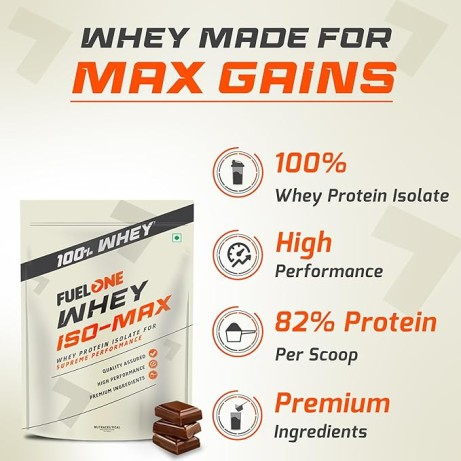 WHEY MADE FOR
MAX GAINS
100%
Whey Protein Isolate
High
Performance
82% Protein
Per Scoop
Premium
Ingredients
100% WHEY
FUELONE
WHEY
ISO-MAX
WHEY PROTEIN ISOLATE FOR
SUPREME PERFORMANCE
QUALITY ASSURED
HIGH PERFORMANCE
PREMIUM INGREDIENTS
NUTRACEUTICAL